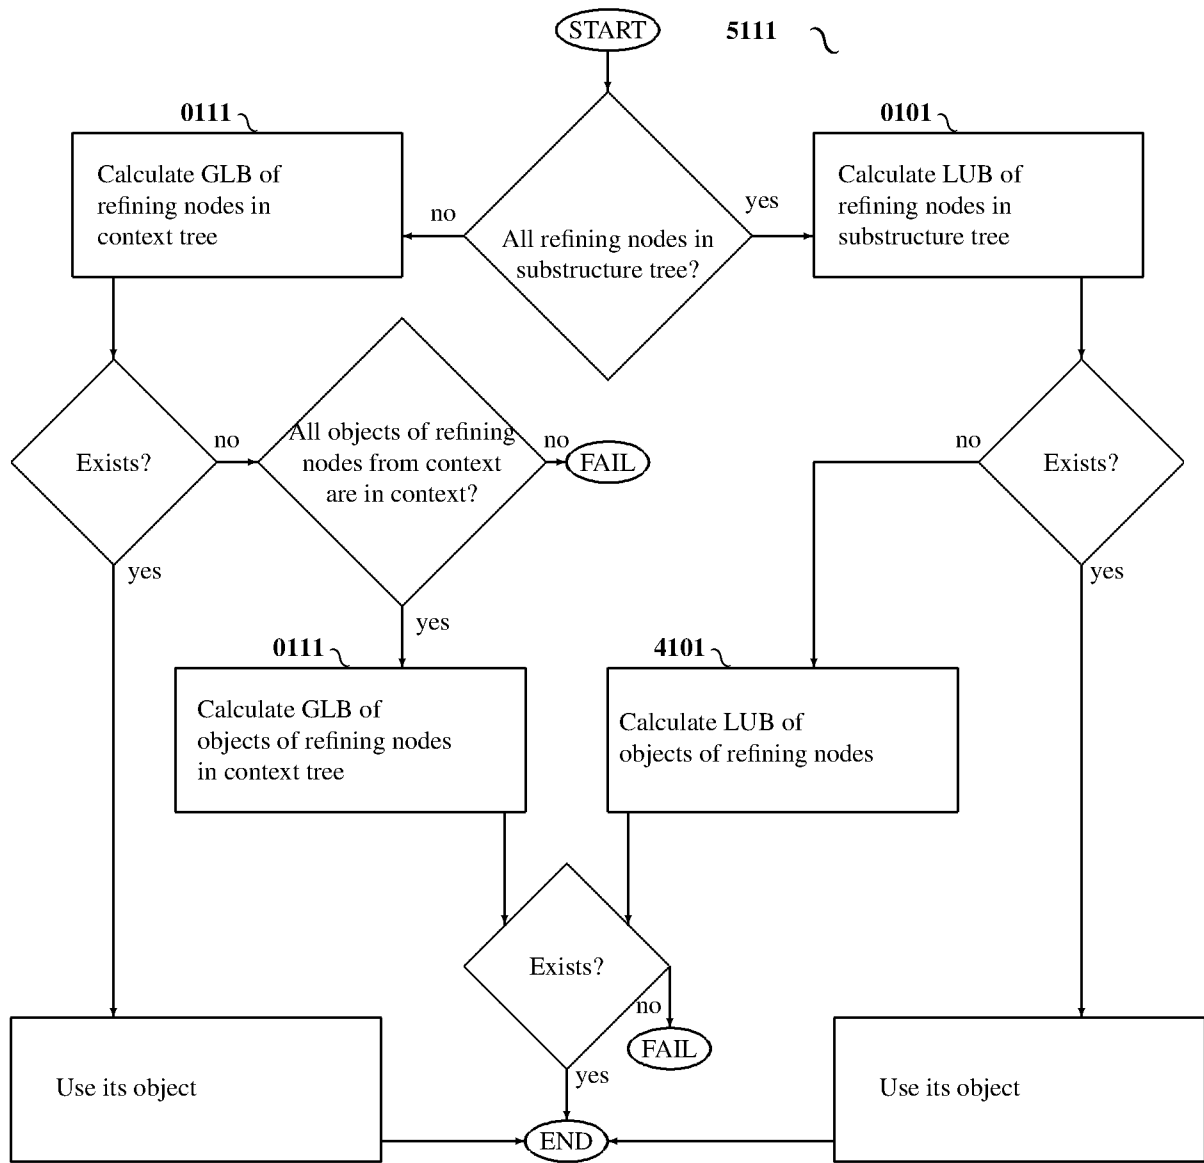 START
5111
0111
0101
Calculate GLB of
refining nodes in
context tree
no
All refining nodes in
substructure tree?
yes
Calculate LUB of
refining nodes in
substructure tree
Exists?
no
All objects of refining
nodes from context
are in context?
no
FAIL
no
Exists?
yes
yes
yes
0111
4101
Calculate GLB of
objects of refining nodes
in context tree
Calculate LUB of
objects of refining nodes
Exists?
no
FAIL
yes
Use its object
Use its object
END